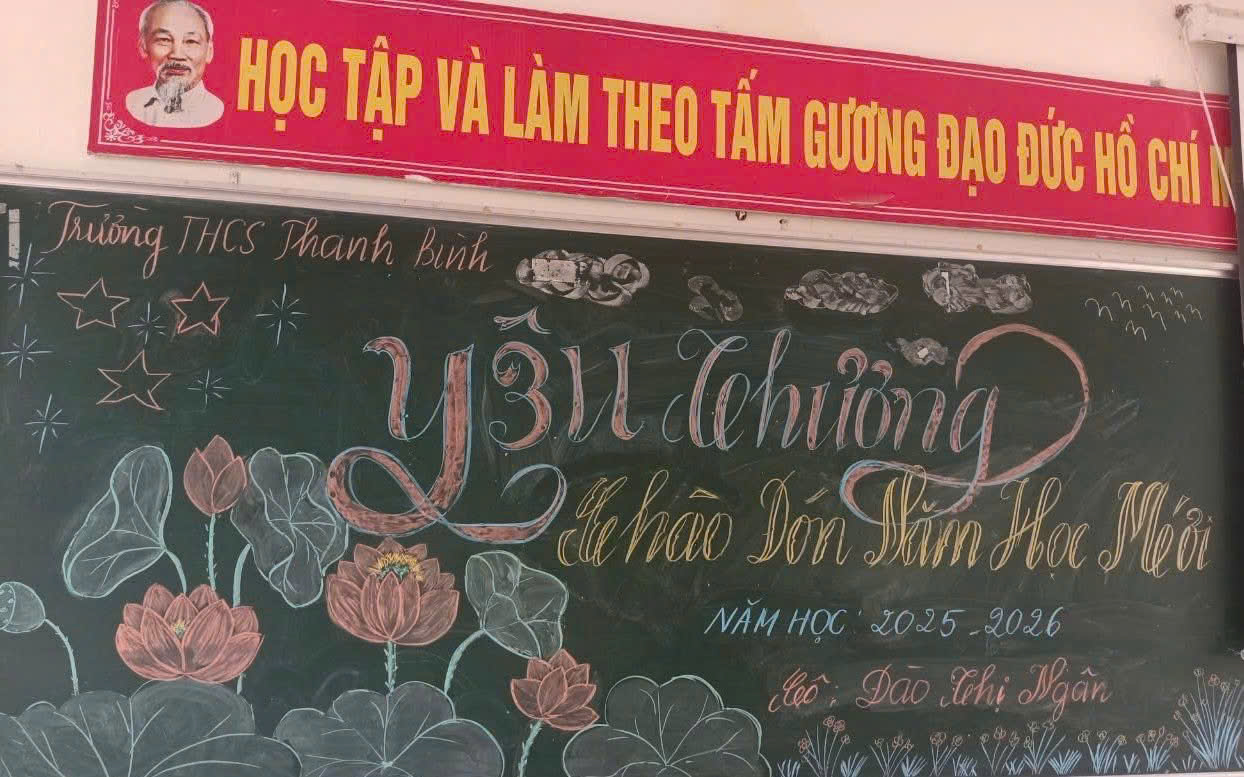 HỌC TẬP VÀ LÀM THEO TẤM GƯƠNG ĐẠO ĐỨC HỒ CHÍ
Trường THCS Thanh Bình
Yêu Thương
Chào Đón Năm Học Mới
NĂM HỌC: 2025-2026
Cô: Đào Thị Ngân